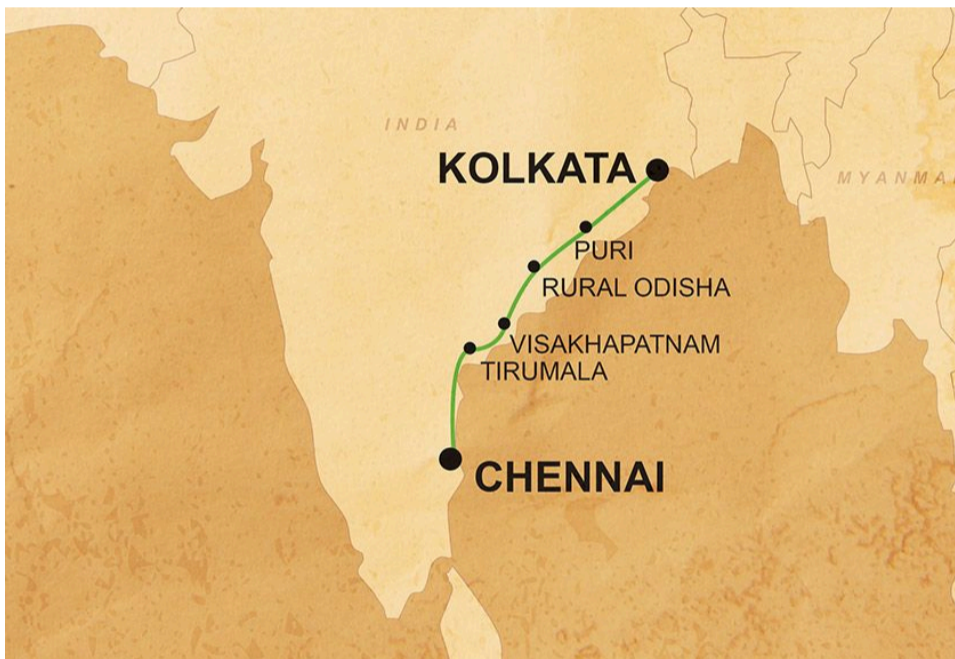 INDIA
KOLKATA
MYANMA
PURI
RURAL ODISHA
VISAKHAPATNAM
TIRUMALA
CHENNAI